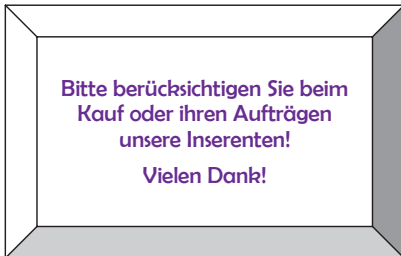 Bitte berücksichtigen Sie beim
Kauf oder ihren Aufträgen
unsere Inserenten!
Vielen Dank!